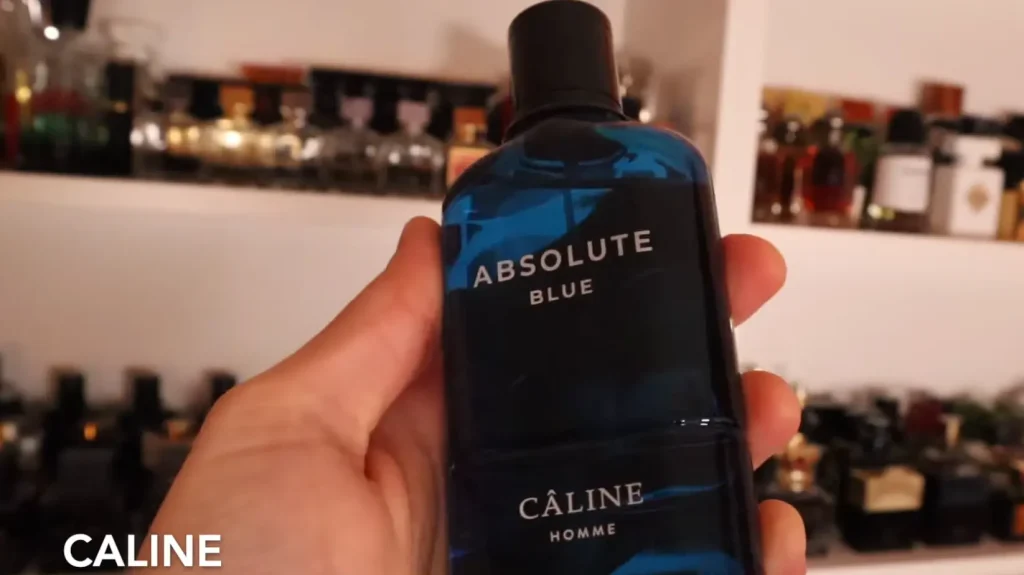 ABSOLUTE
BLUE
CÂLINE
HOMME
CALINE